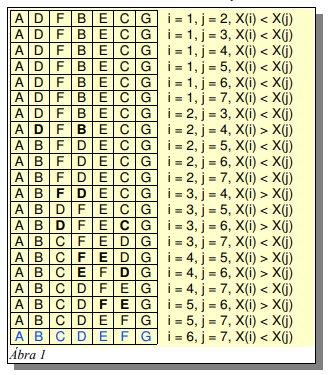 A D F B E C G i = 1, j = 2, X(i) < X(j)
A D F B E C G i = 1, j = 3, X(i) < X(j)
A D F B E C G i = 1, j = 4, X(i) < X(j)
A D F B E C G i = 1, j = 5, X(i) < X(j)
A D F B E C G i = 1, j = 6, X(i) < X(j)
A D F B E C G i = 1, j = 7, X(i) < X(j)
A D F B E C G i = 2, j = 3, X(i) < X(j)
A D F B E C G i = 2, j = 4, X(i) > X(j)
A B F D E C G i = 2, j = 5, X(i) < X(j)
A B F D E C G i = 2, j = 6, X(i) < X(j)
A B F D E C G i = 2, j = 7, X(i) < X(j)
A B F D E C G i = 3, j = 4, X(i) > X(j)
A B D F E C G i = 3, j = 5, X(i) < X(j)
A B D F E C G i = 3, j = 6, X(i) > X(j)
A B C F E D G i = 3, j = 7, X(i) < X(j)
A B C F E D G i = 4, j = 5, X(i) > X(j)
A B C E F D G i = 4, j = 6, X(i) > X(j)
A B C D F E G i = 4, j = 7, X(i) < X(j)
A B C D F E G i = 5, j = 6, X(i) > X(j)
A B C D E F G i = 5, j = 7, X(i) < X(j)
A B C D E F G i = 6, j = 7, X(i) < X(j)
Ábra 1